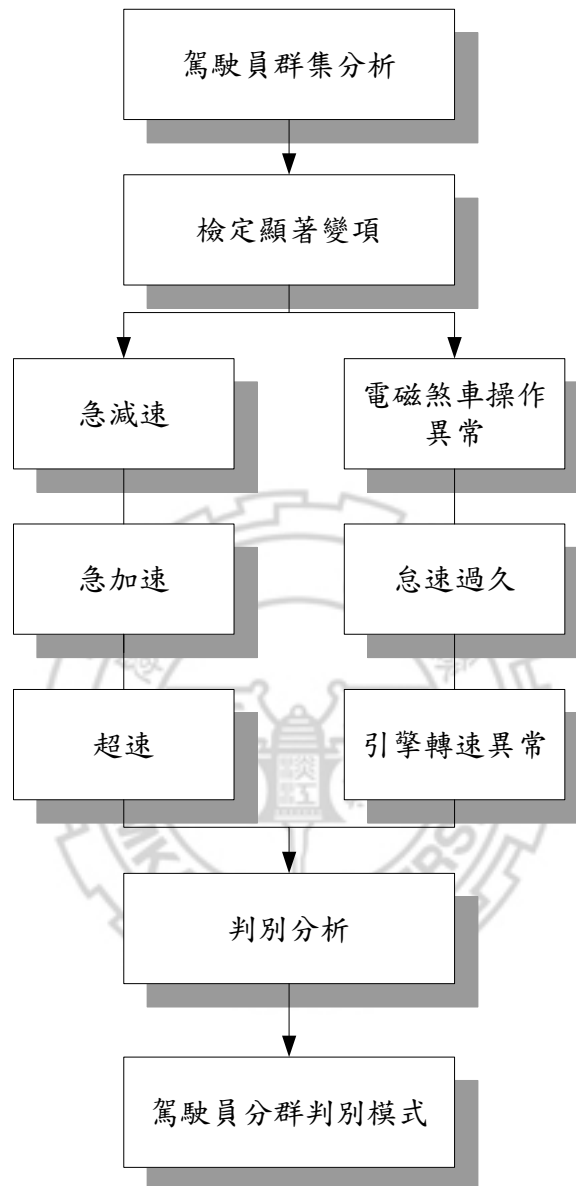 駕駛員群集分析
檢定顯著變項
急減速
電磁煞車操作
異常
急加速
怠速過久
超速
引擎轉速異常
判別分析
駕駛員分群判別模式